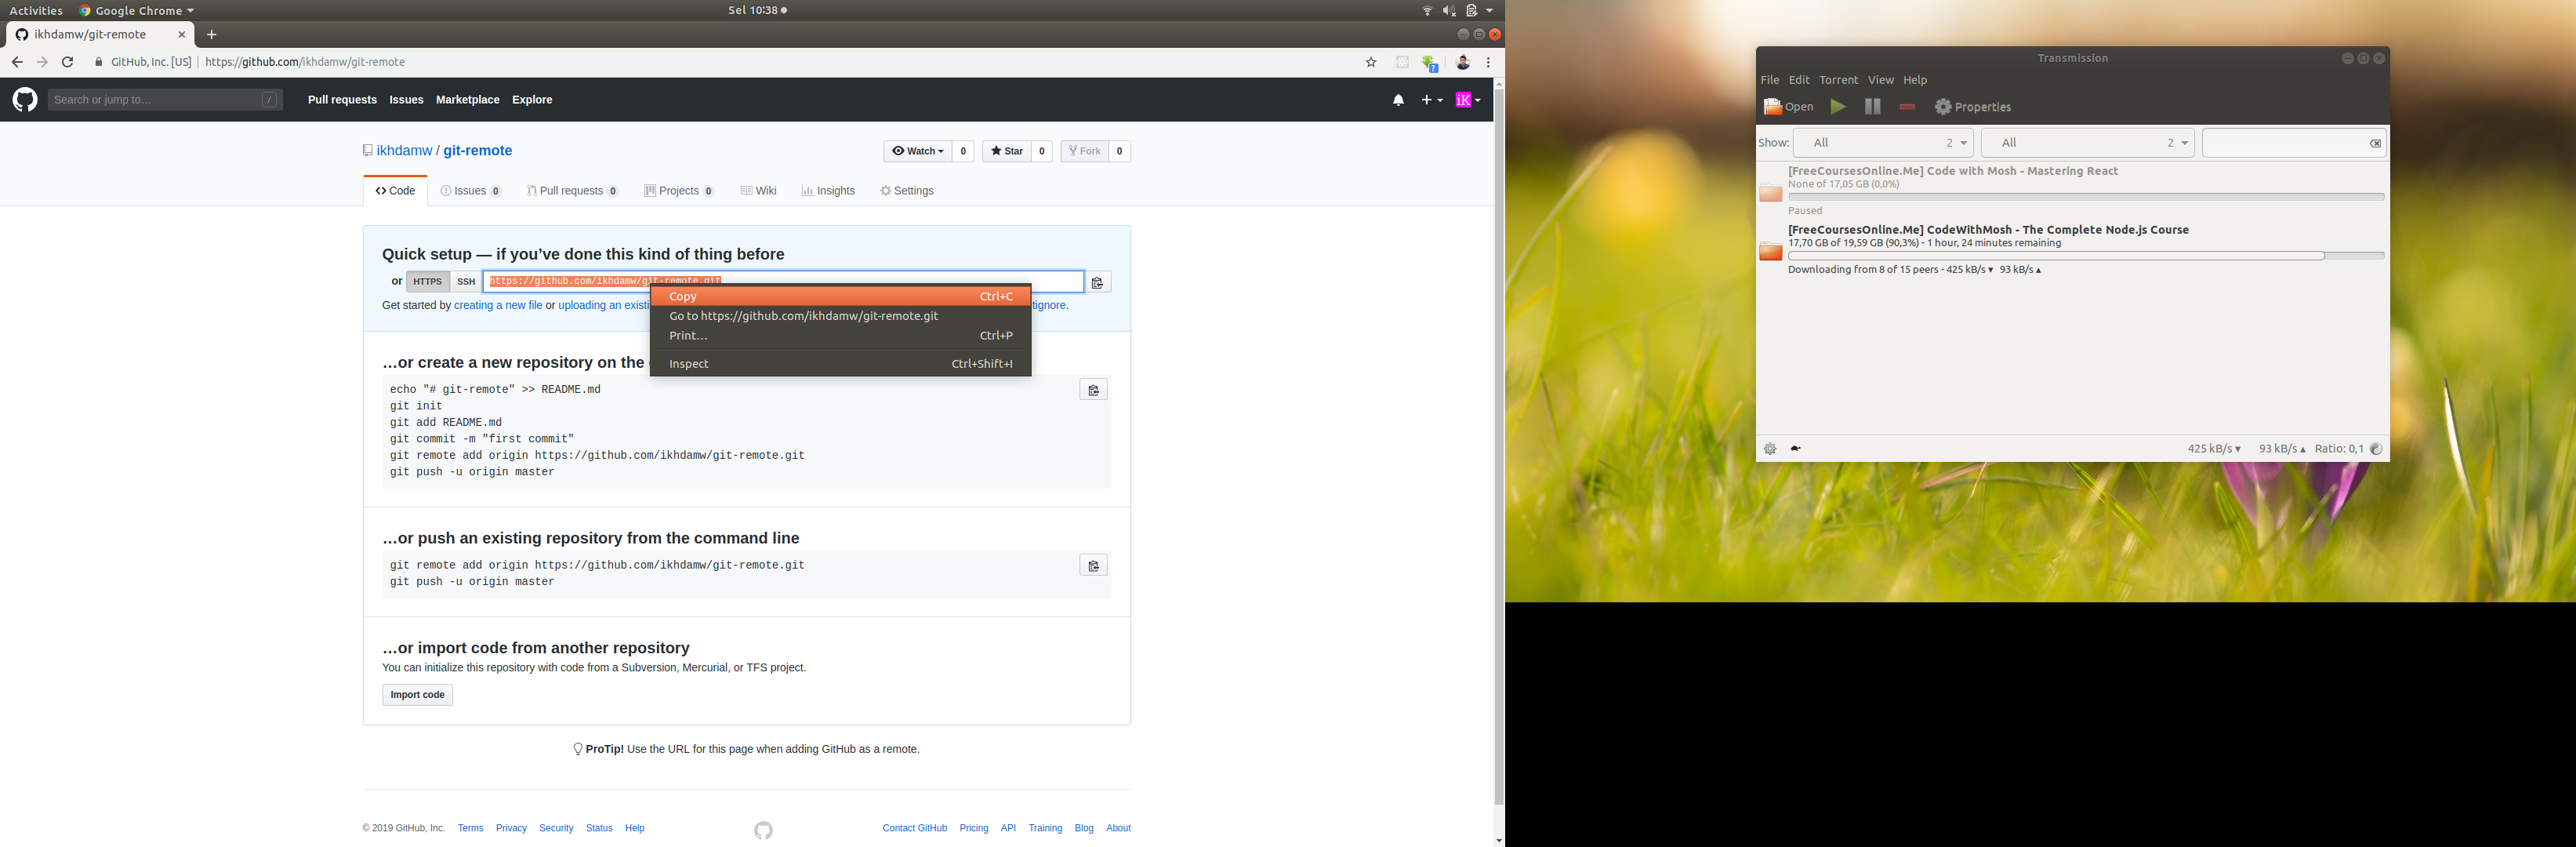 Activities Google Chrome Sel 10:38
ikhdamw/git-remote
GitHub, Inc. [US] https://github.com/ikhdamw/git-remote
Search or jump to… / Pull requests Issues Marketplace Explore iK
ikhdamw / git-remote Watch 0 Star 0 Fork 0
Code Issues 0 Pull requests 0 Projects 0 Wiki Insights Settings
Quick setup — if you’ve done this kind of thing before
or HTTPS SSH https://github.com/ikhdamw/git-remote.git
Get started by creating a new file or uploading an existi tignore.
Copy Ctrl+C
Go to https://github.com/ikhdamw/git-remote.git
Print… Ctrl+P
Inspect Ctrl+Shift+I
…or create a new repository on the
echo "# git-remote" >> README.md
git init
git add README.md
git commit -m "first commit"
git remote add origin https://github.com/ikhdamw/git-remote.git
git push -u origin master
…or push an existing repository from the command line
git remote add origin https://github.com/ikhdamw/git-remote.git
git push -u origin master
…or import code from another repository
You can initialize this repository with code from a Subversion, Mercurial, or TFS project.
Import code
ProTip! Use the URL for this page when adding GitHub as a remote.
© 2019 GitHub, Inc. Terms Privacy Security Status Help Contact GitHub Pricing API Training Blog About
Transmission
File Edit Torrent View Help
Open Properties
Show: All 2 All 2
[FreeCoursesOnline.Me] Code with Mosh - Mastering React
None of 17,05 GB (0,0%)
Paused
[FreeCoursesOnline.Me] CodeWithMosh - The Complete Node.js Course
17,70 GB of 19,59 GB (90,3%) - 1 hour, 24 minutes remaining
Downloading from 8 of 15 peers - 425 kB/s▾ 93 kB/s▴
425 kB/s▾ 93 kB/s▴ Ratio: 0,1